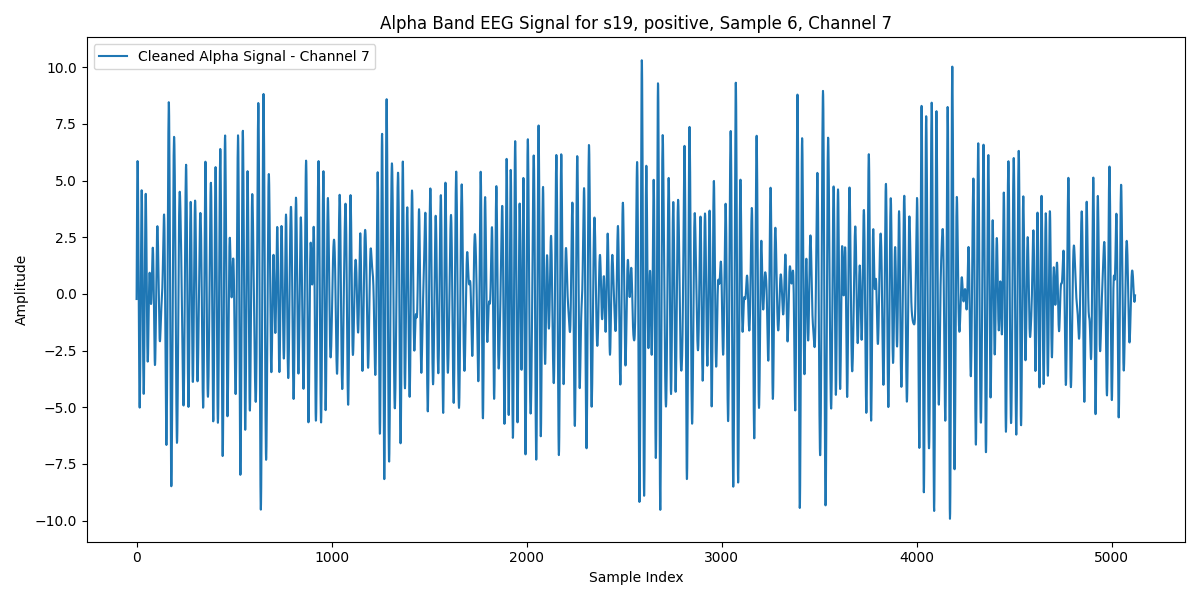 Alpha Band EEG Signal for s19, positive, Sample 6, Channel 7
Cleaned Alpha Signal - Channel 7
10.0
7.5
5.0
2.5
0.0
−2.5
−5.0
−7.5
−10.0
Amplitude
0 1000 2000 3000 4000 5000
Sample Index